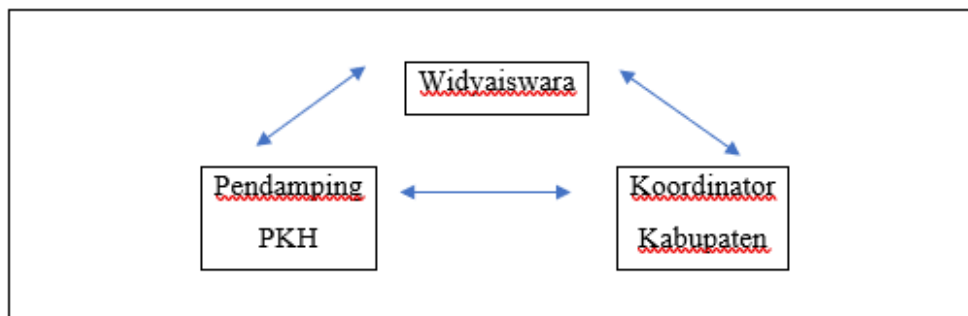 Widyaiswara
Pendamping
PKH
Koordinator
Kabupaten